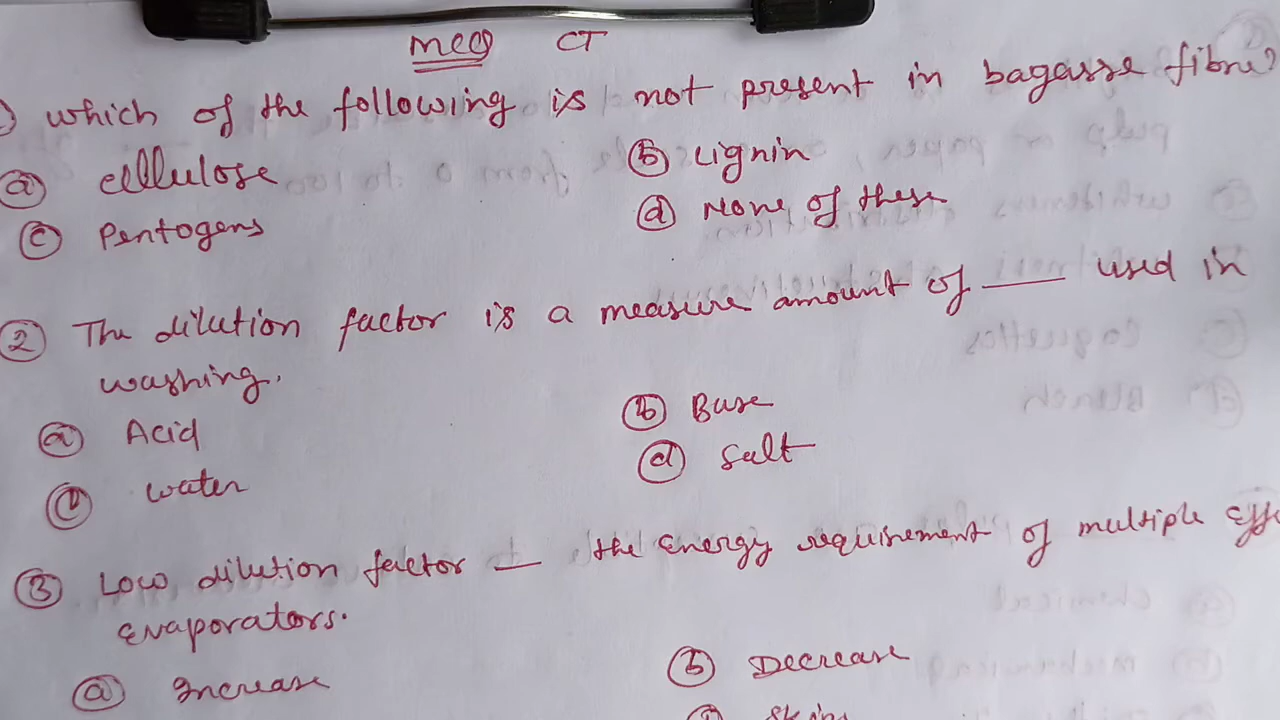 MCQ CT
which of the following is not present in bagasse fibre?
(a) cellulose (b) Lignin
(c) Pentogens (d) None of these
(2) The dilution factor is a measure amount of ___ used in
washing.
(a) Acid (b) Base
(c) water (d) Salt
(3) Low dilution factor __ the energy requirement of multiple Effe
Evaporators.
(a) Increase (b) Decrease